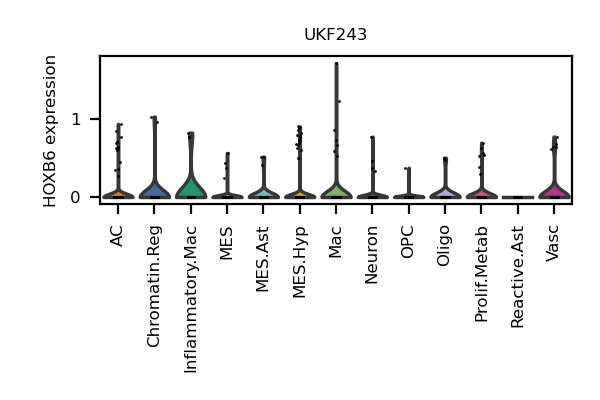 UKF243
HOXB6 expression
1
0
AC
Chromatin.Reg
Inflammatory.Mac
MES
MES.Ast
MES.Hyp
Mac
Neuron
OPC
Oligo
Prolif.Metab
Reactive.Ast
Vasc